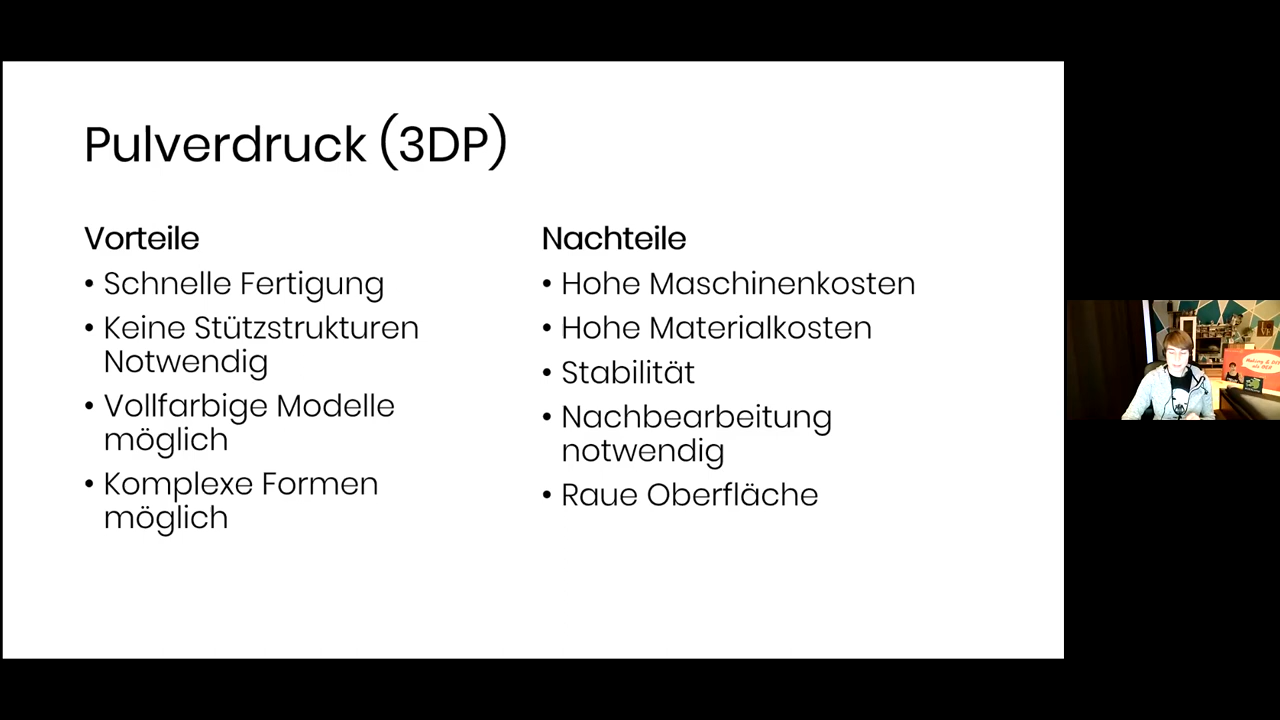 Pulverdruck (3DP)
Vorteile
• Schnelle Fertigung
• Keine Stützstrukturen
Notwendig
• Vollfarbige Modelle
möglich
• Komplexe Formen
möglich
Nachteile
• Hohe Maschinenkosten
• Hohe Materialkosten
• Stabilität
• Nachbearbeitung
notwendig
• Raue Oberfläche